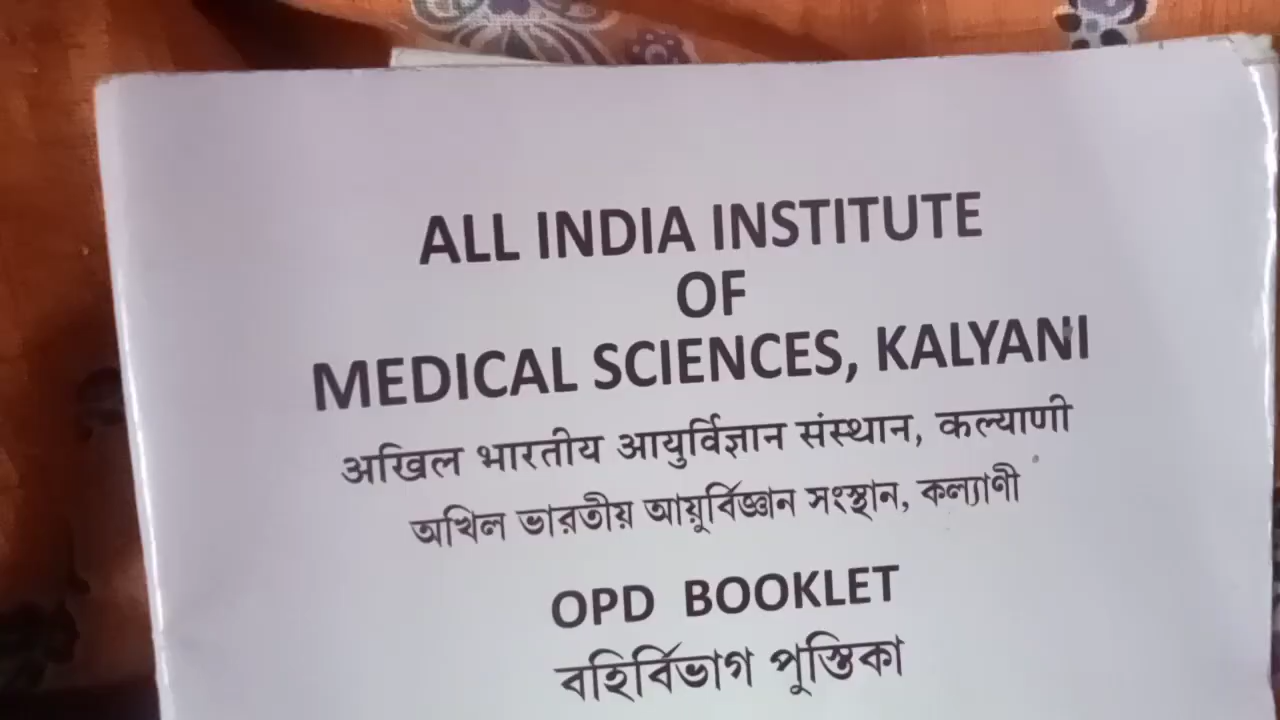 ALL INDIA INSTITUTE
OF
MEDICAL SCIENCES, KALYANI
अखिल भारतीय आयुर्विज्ञान संस्थान, कल्याणी
অখিল ভারতীয় আয়ুর্বিজ্ঞান সংস্থান, কল্যাণী
OPD BOOKLET
বহির্বিভাগ পুস্তিকা